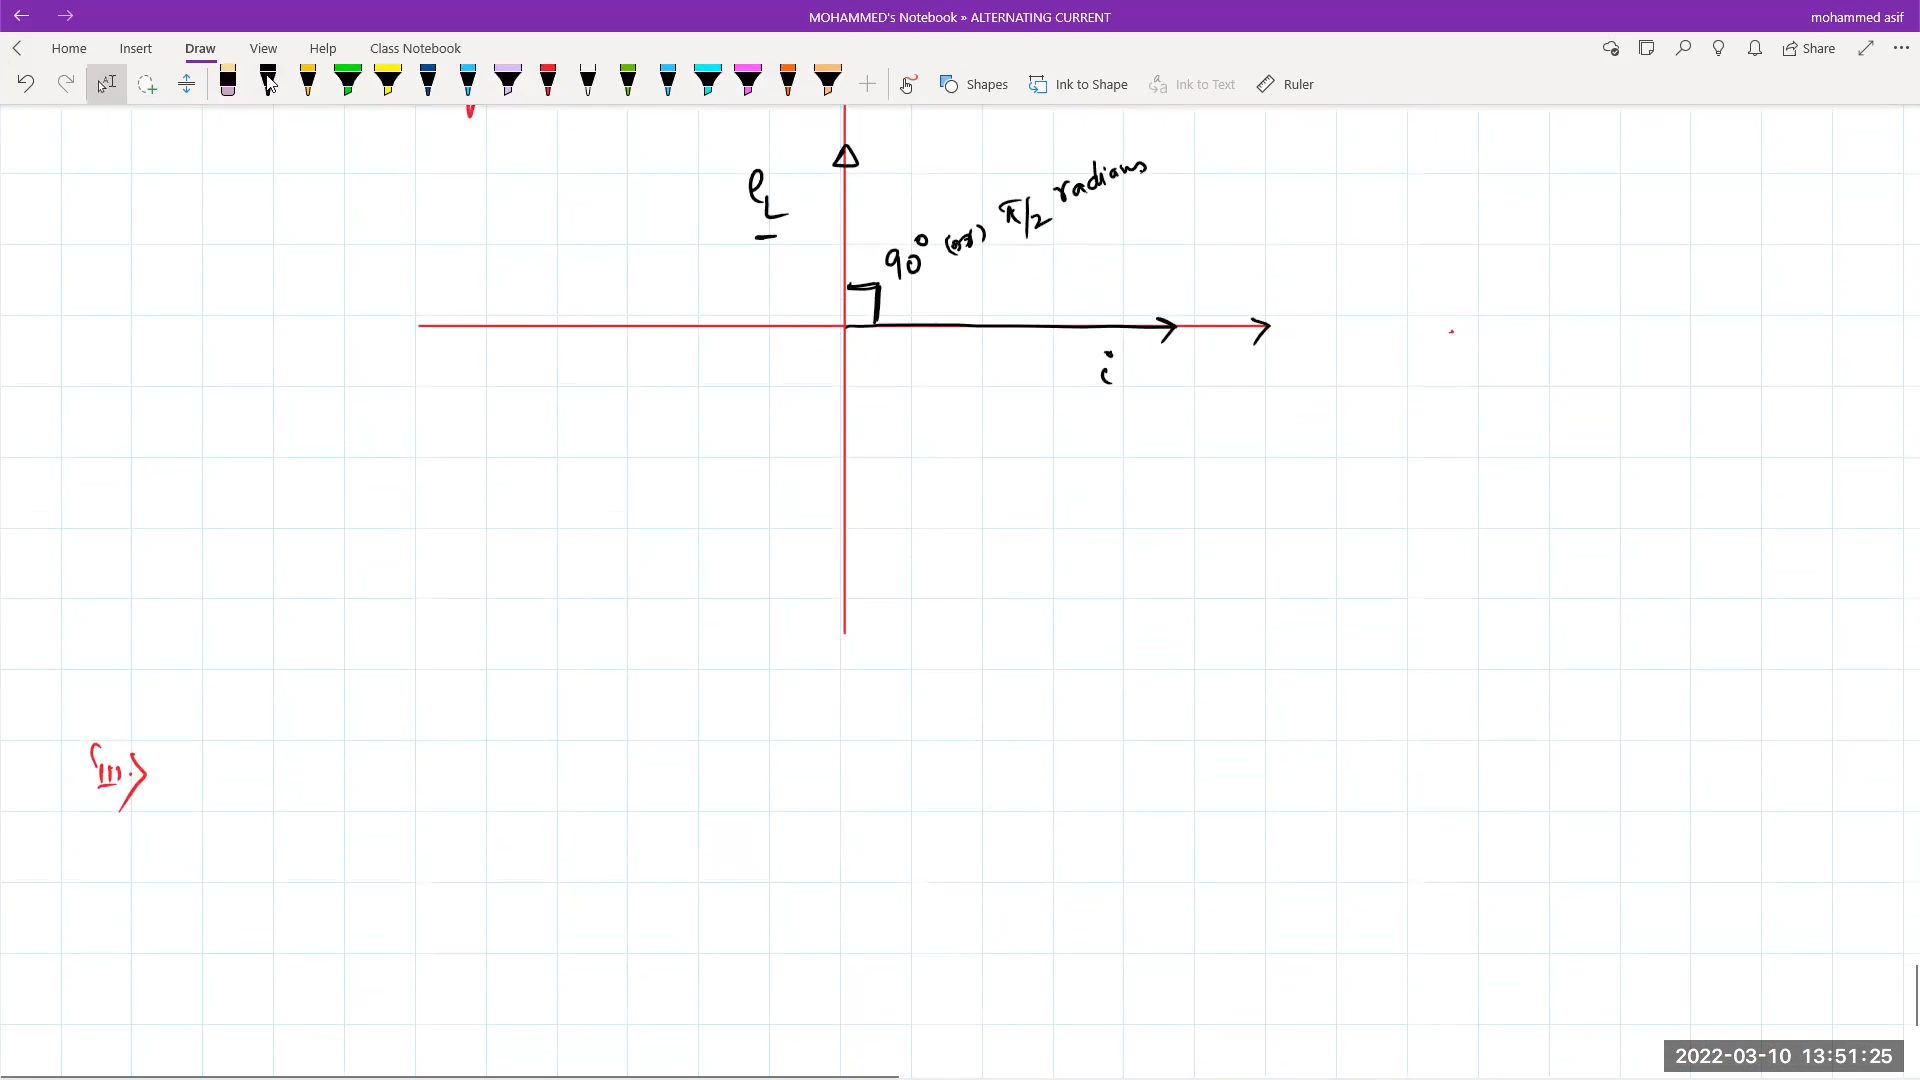 MOHAMMED's Notebook » ALTERNATING CURRENT
mohammed asif
Home Insert Draw View Help Class Notebook Share
Shapes Ink to Shape Ink to Text Ruler
e_L
90° (or) π/2 radians
i
(iii.)
2022-03-10 13:51:25